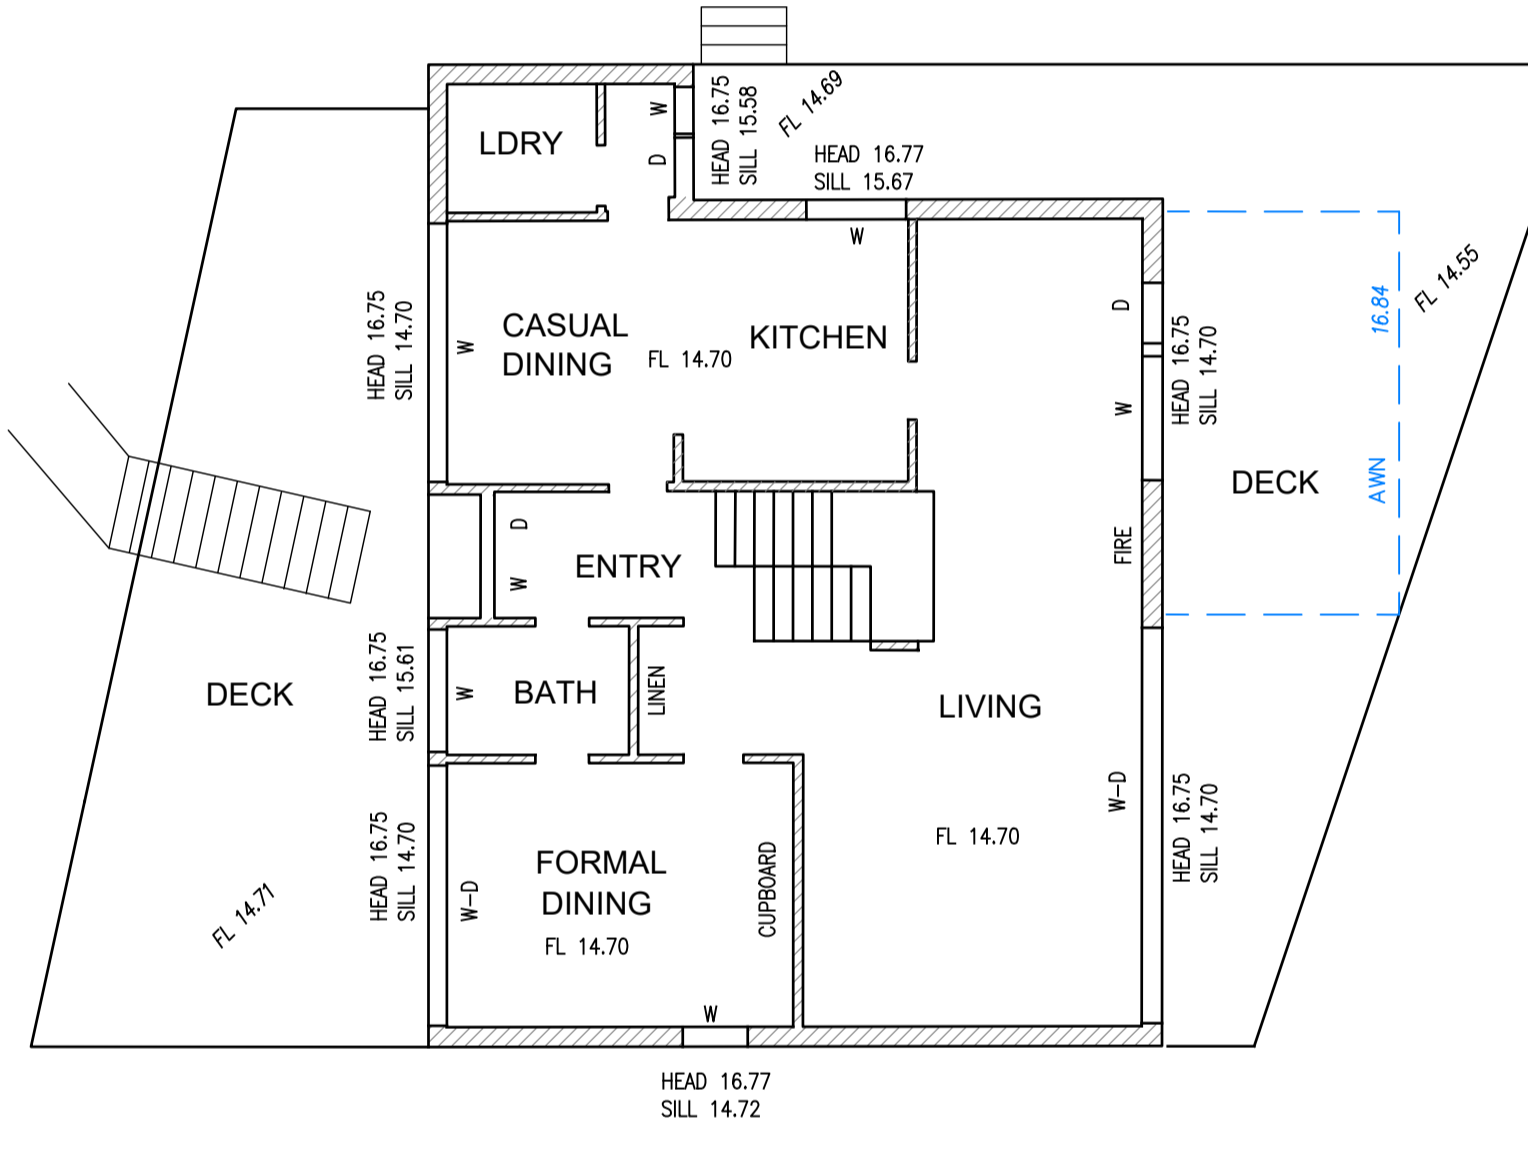 LDRY
W
D
HEAD 16.75
SILL 15.58
FL 14.69
HEAD 16.77
SILL 15.67
W
HEAD 16.75
SILL 14.70
W
CASUAL
DINING
FL 14.70
KITCHEN
D
W
HEAD 16.75
SILL 14.70
16.84
AWN
FL 14.55
DECK
D
W
ENTRY
FIRE
DECK
HEAD 16.75
SILL 15.61
W
BATH
LINEN
LIVING
HEAD 16.75
SILL 14.70
W-D
FORMAL
DINING
FL 14.70
CUPBOARD
FL 14.70
W-D
HEAD 16.75
SILL 14.70
FL 14.71
W
HEAD 16.77
SILL 14.72